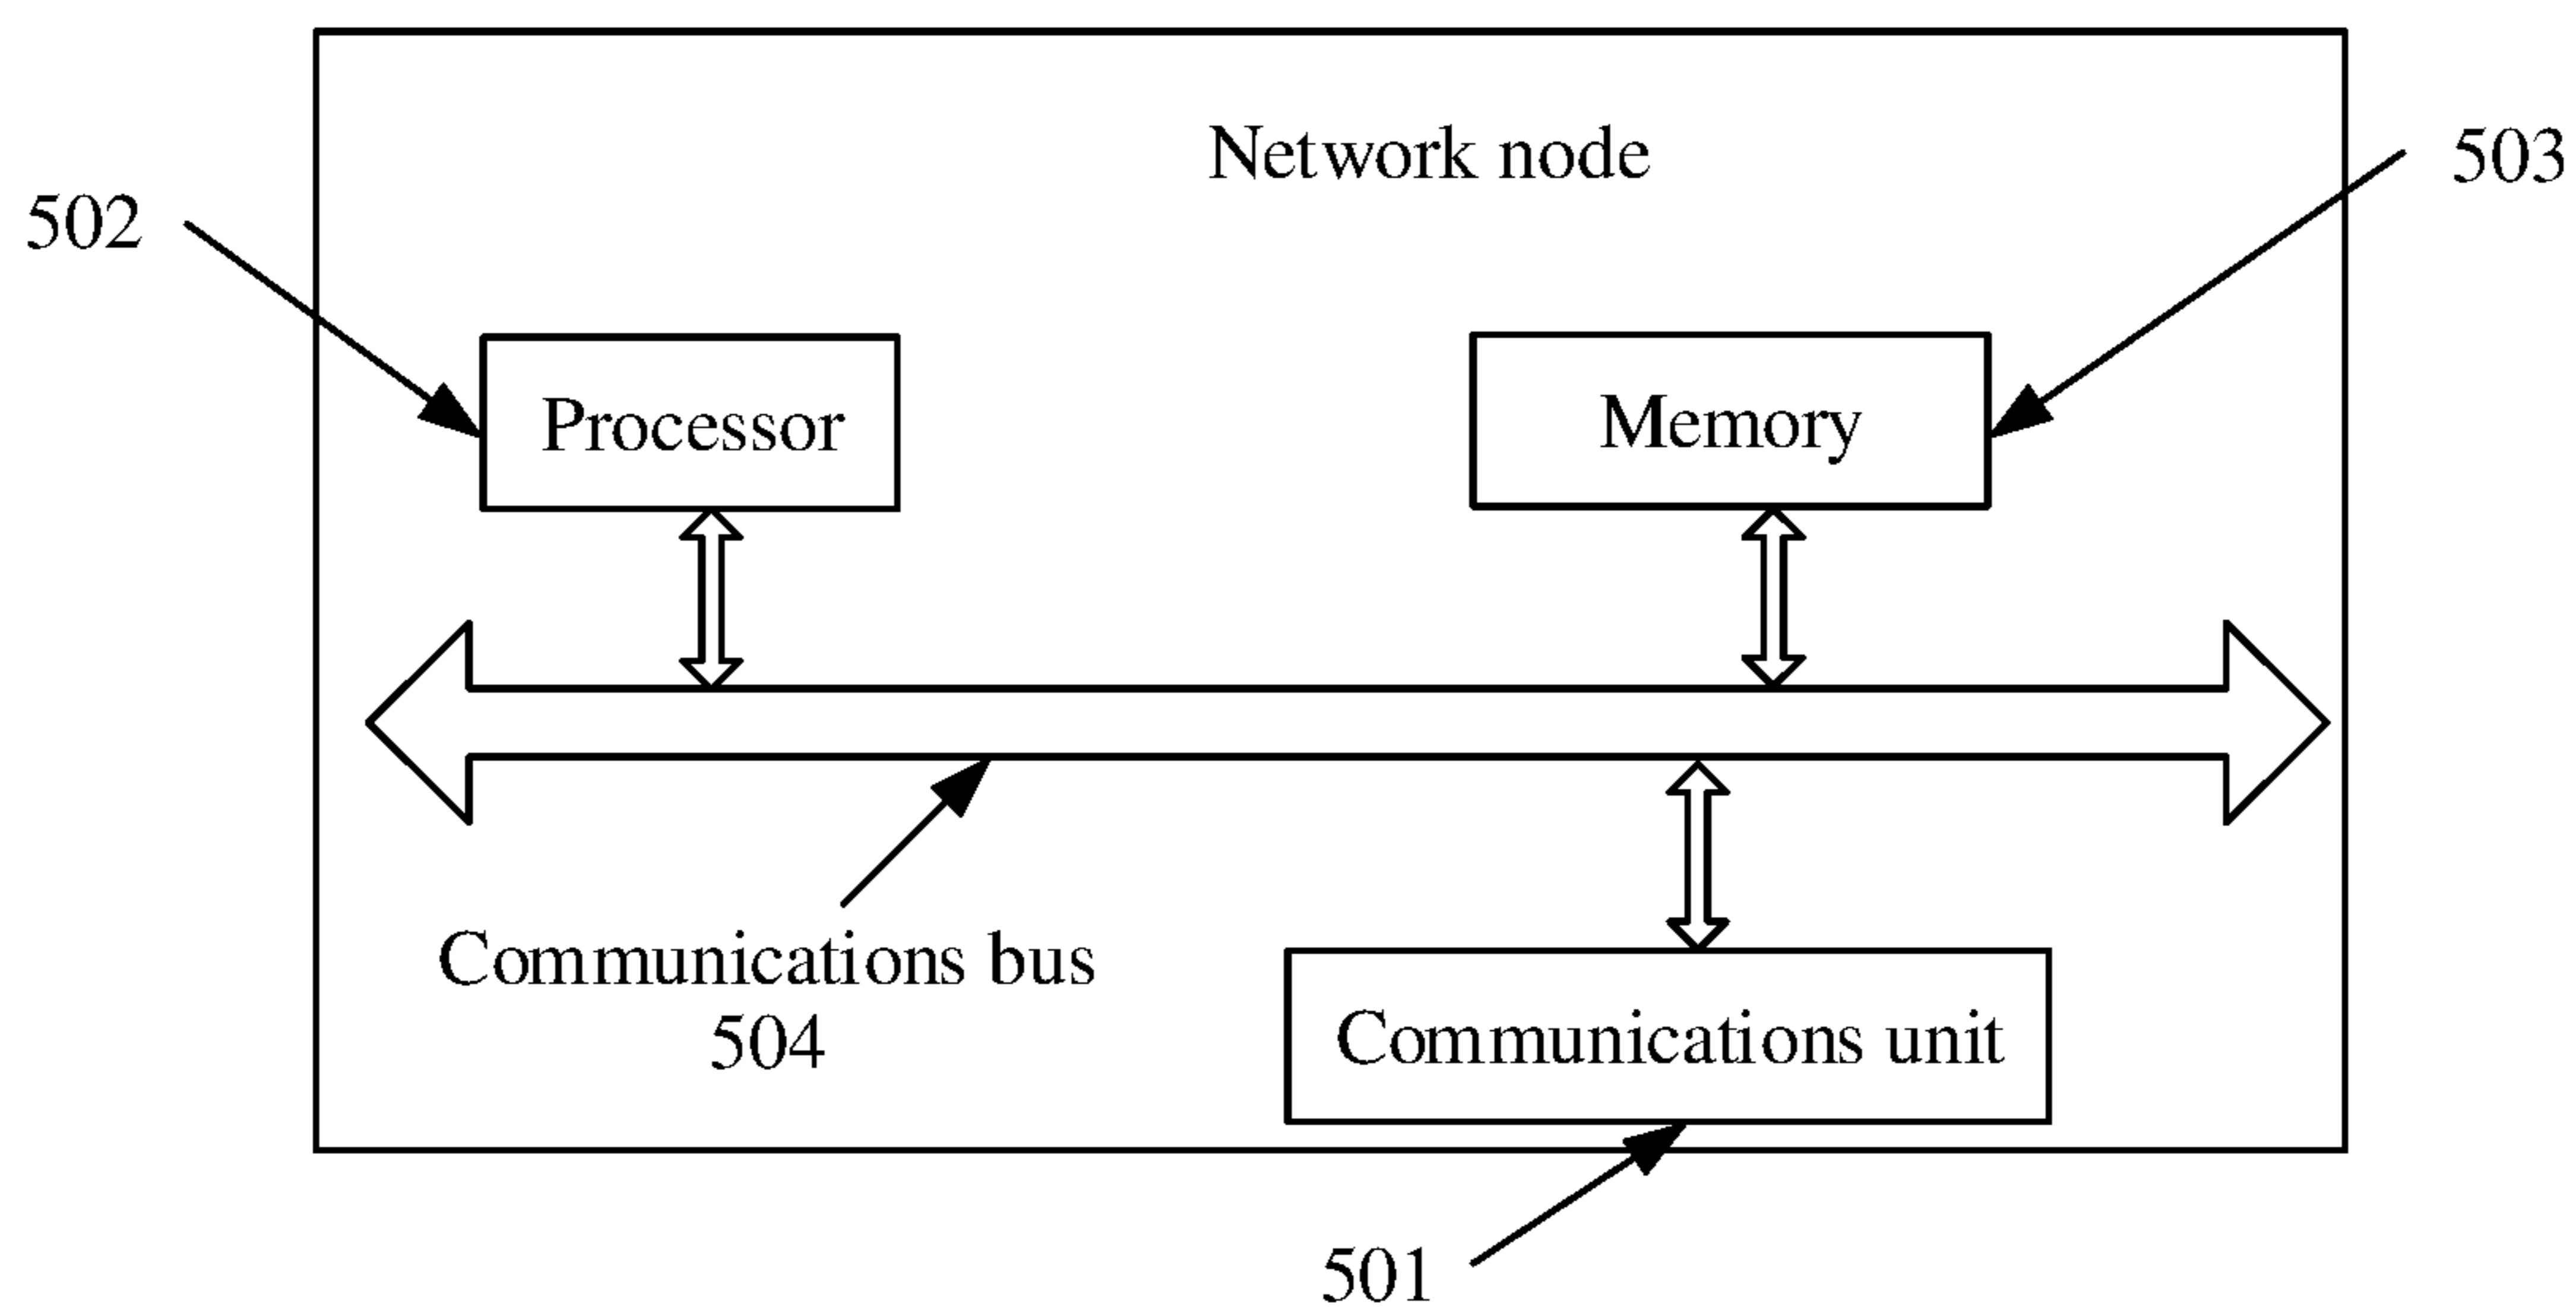 Network node
503
502
Processor
Memory
Communications bus
504
Communications unit
501